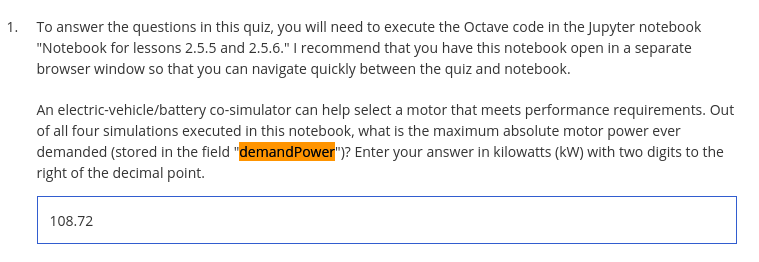 1. To answer the questions in this quiz, you will need to execute the Octave code in the Jupyter notebook
"Notebook for lessons 2.5.5 and 2.5.6." I recommend that you have this notebook open in a separate
browser window so that you can navigate quickly between the quiz and notebook.
An electric-vehicle/battery co-simulator can help select a motor that meets performance requirements. Out
of all four simulations executed in this notebook, what is the maximum absolute motor power ever
demanded (stored in the field "demandPower")? Enter your answer in kilowatts (kW) with two digits to the
right of the decimal point.
108.72